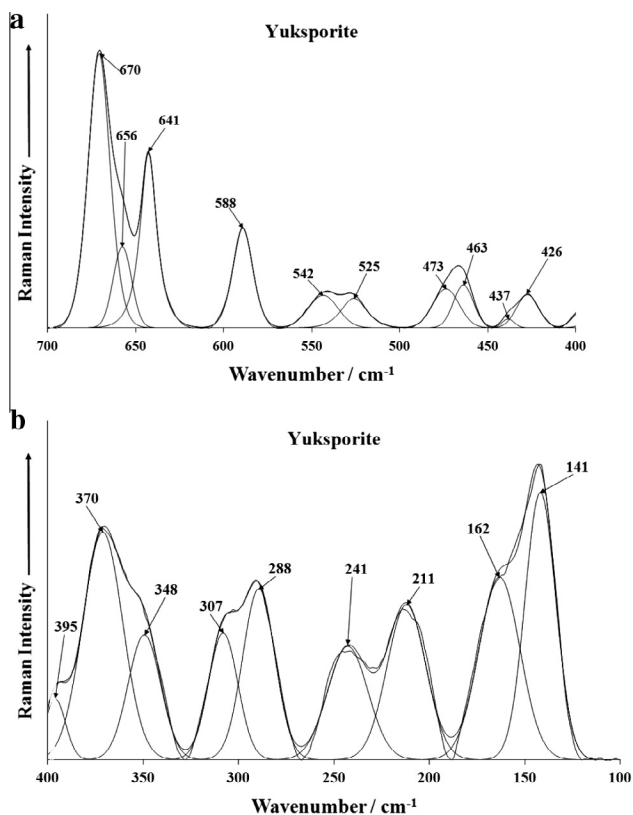 a
Yuksporite
670
656
641
588
542
525
473
463
437
426
Raman Intensity
700 650 600 550 500 450 400
Wavenumber / cm-1
b
Yuksporite
395
370
348
307
288
241
211
162
141
Raman Intensity
400 350 300 250 200 150 100
Wavenumber / cm-1